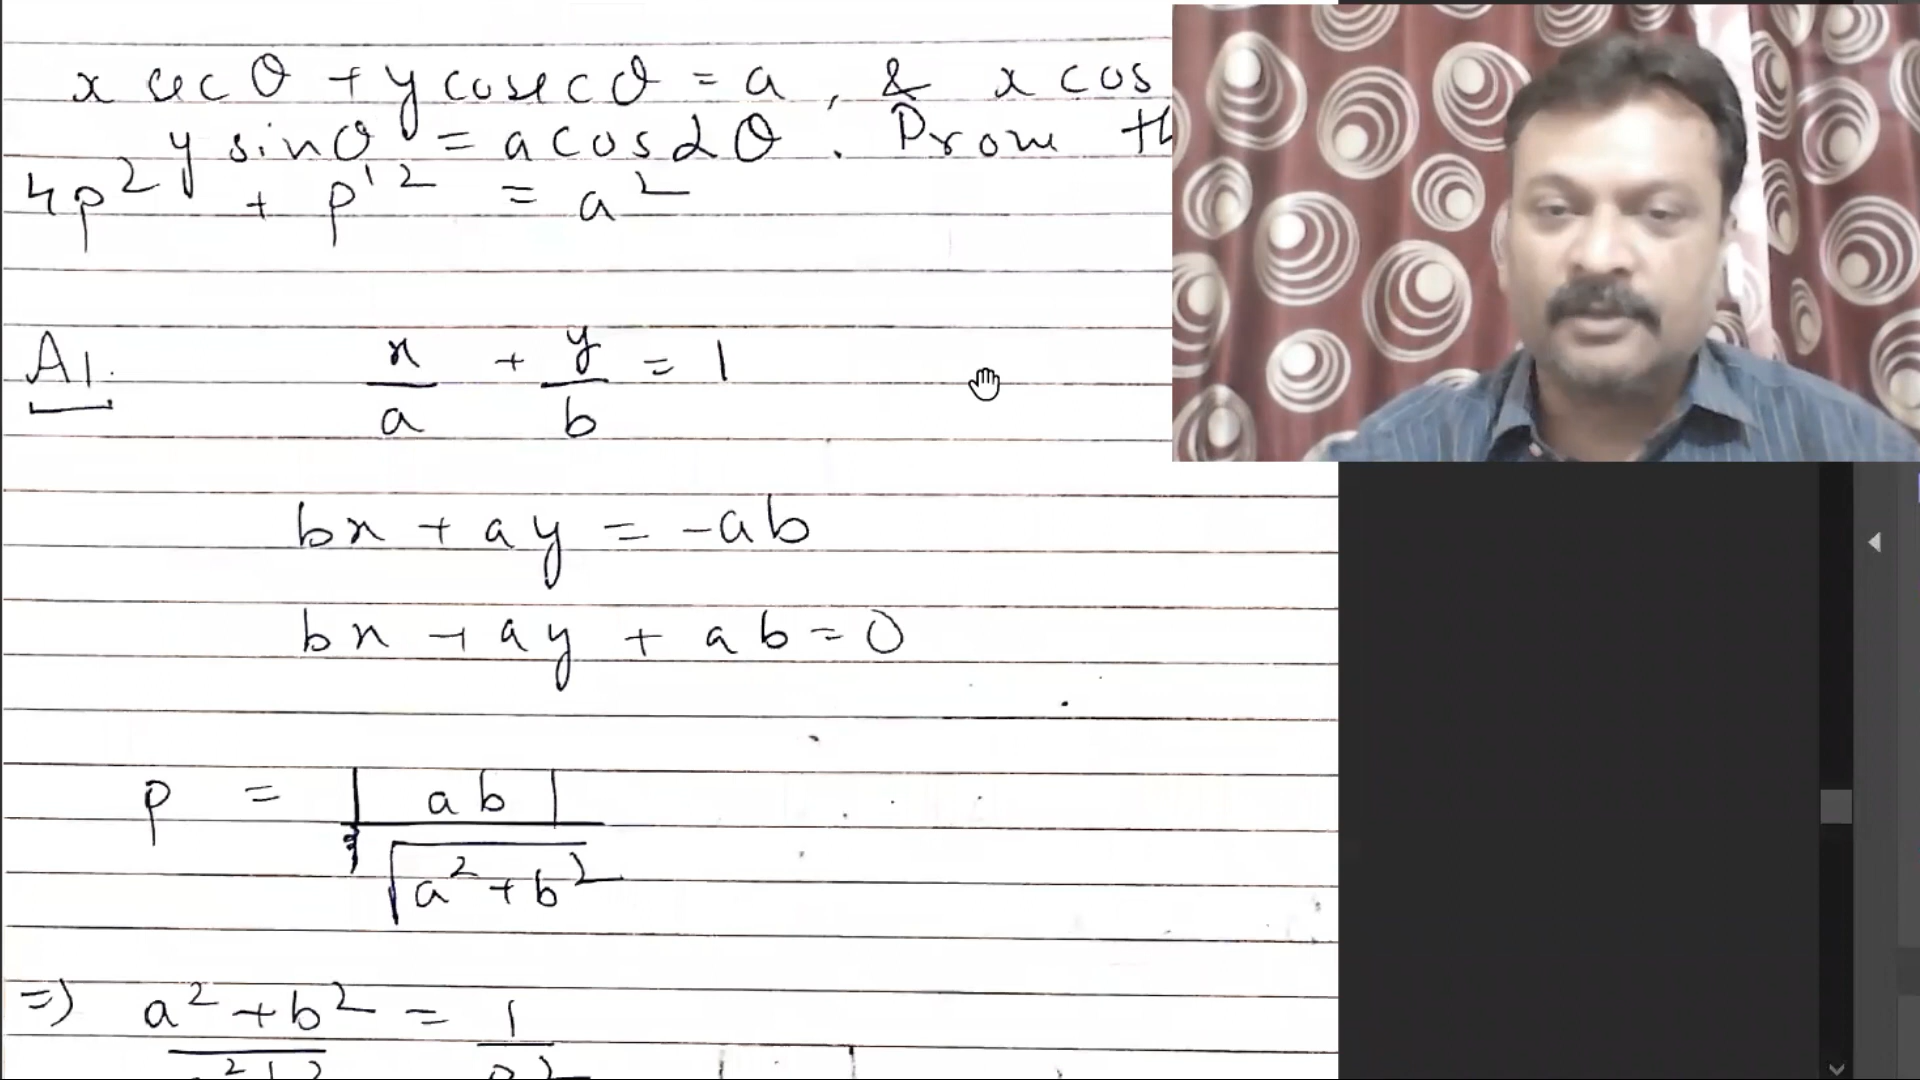 x sec θ + y cosec θ = a, & x cos
y sin θ = a cos 2θ. Prove th
4p² + p'² = a²
A1. x/a + y/b = 1
bx + ay = -ab
bx + ay + ab = 0
p = |ab| / √(a² + b²)
=) a² + b² = 1